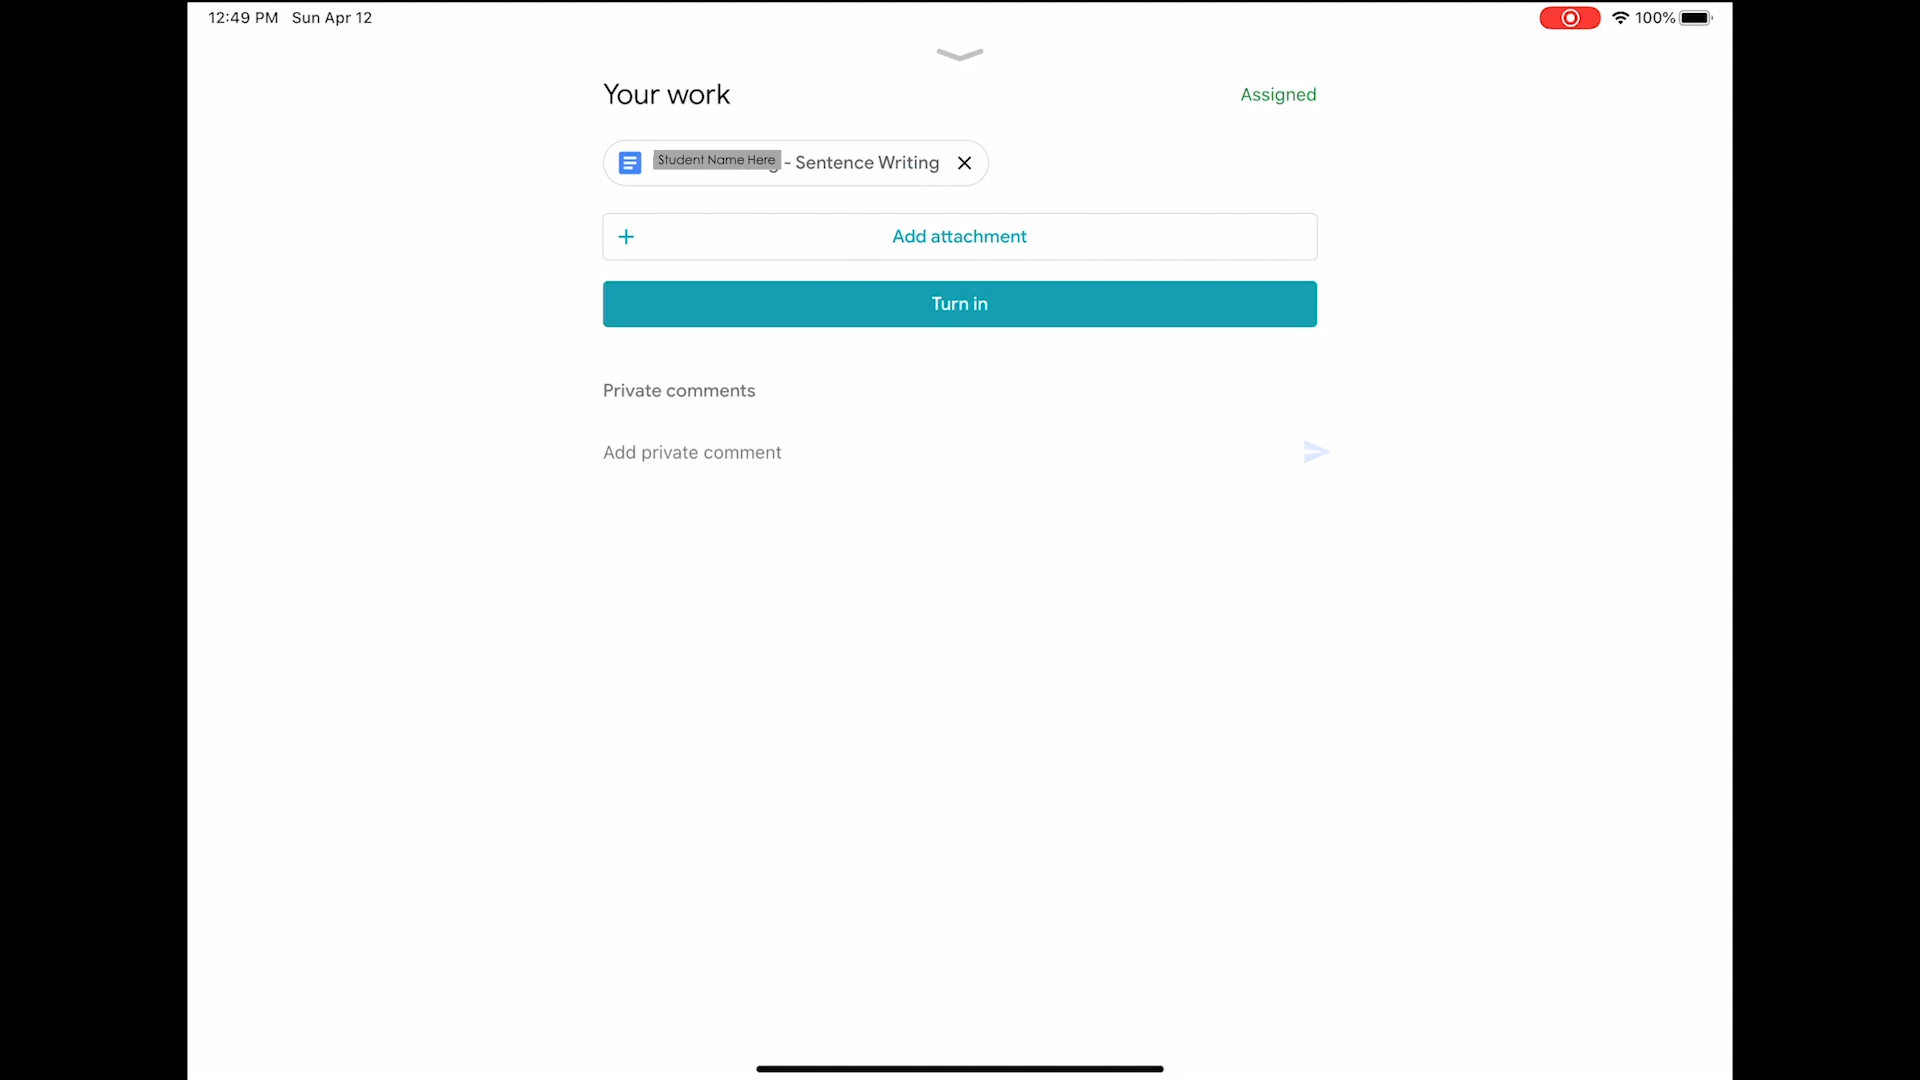 12:49 PM Sun Apr 12
100%
Your work
Assigned
Student Name Here - Sentence Writing
Add attachment
Turn in
Private comments
Add private comment